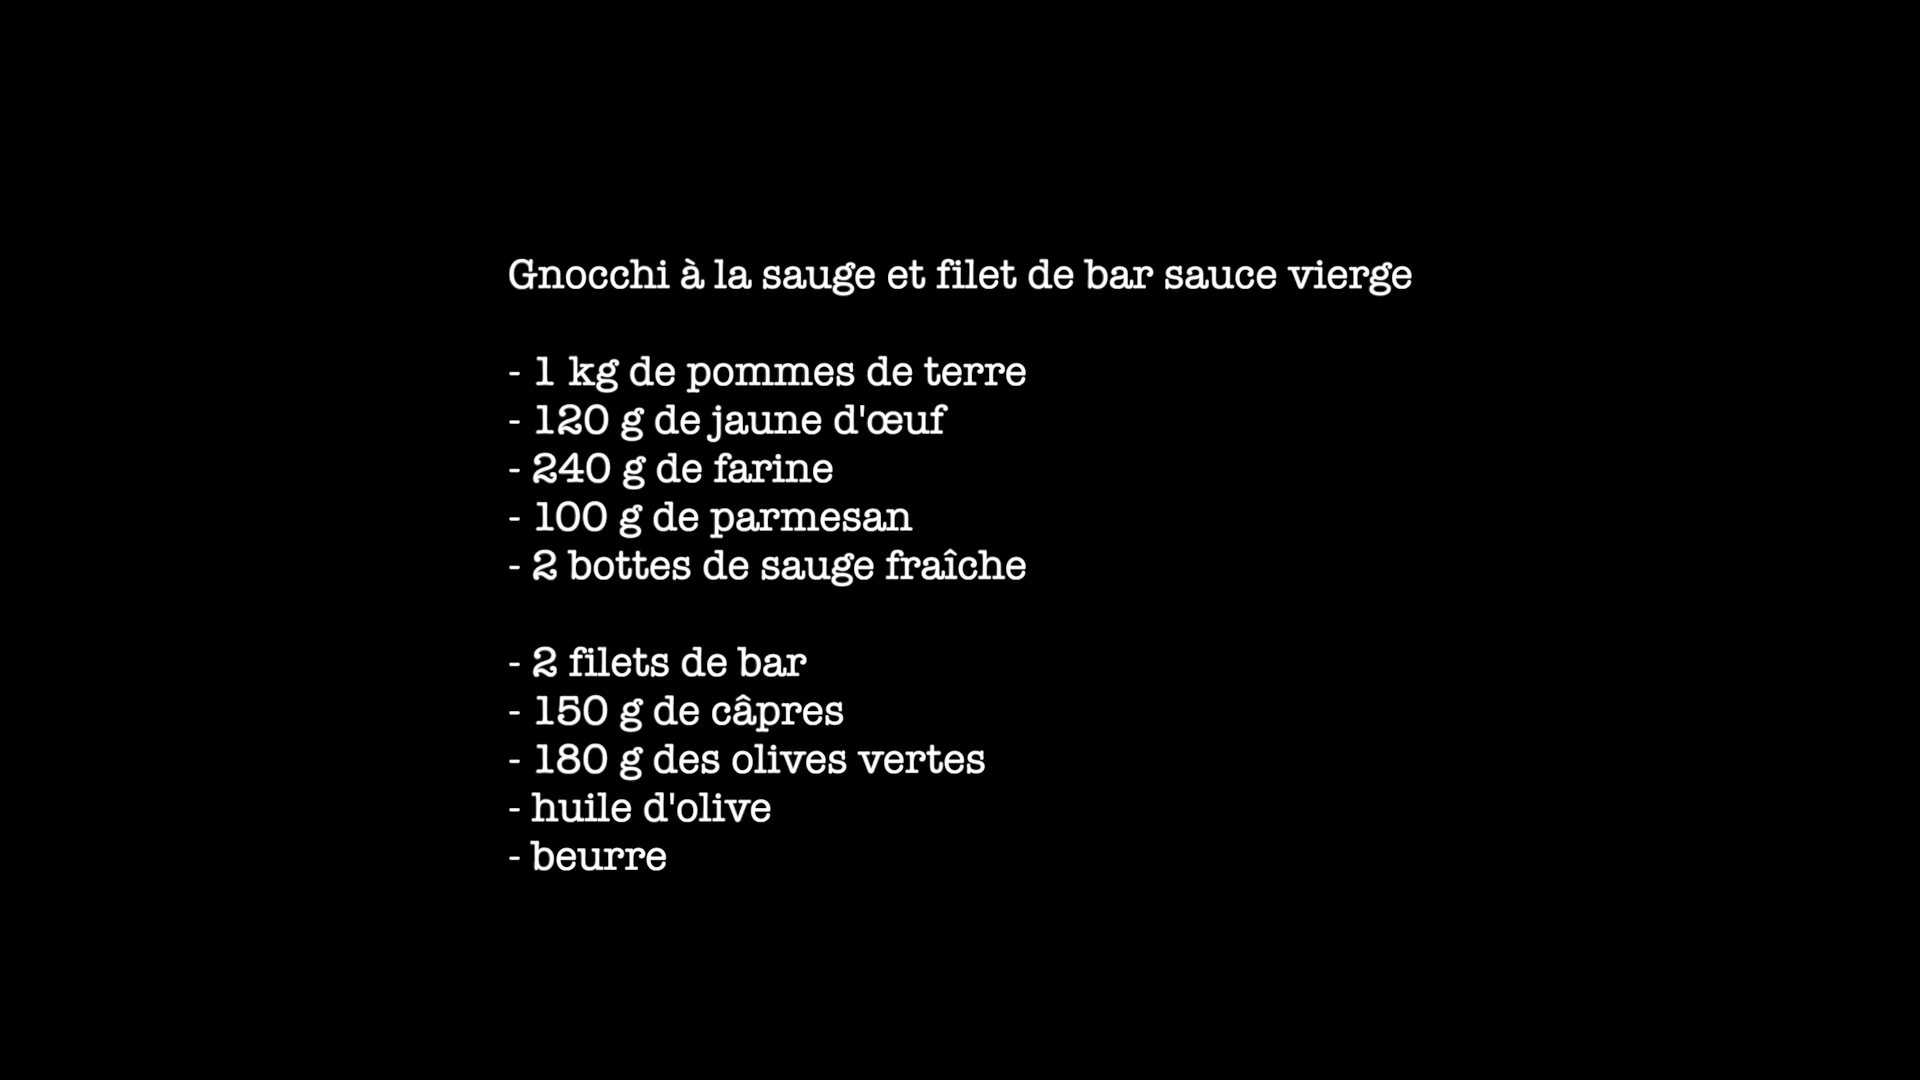 Gnocchi à la sauge et filet de bar sauce vierge
- 1 kg de pommes de terre
- 120 g de jaune d'œuf
- 240 g de farine
- 100 g de parmesan
- 2 bottes de sauge fraîche
- 2 filets de bar
- 150 g de câpres
- 180 g des olives vertes
- huile d'olive
- beurre